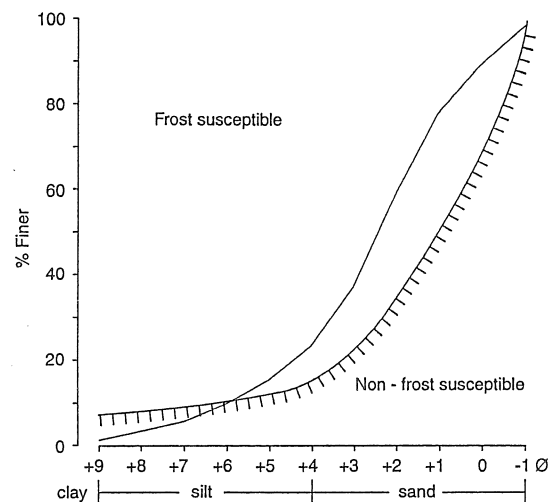 100
80
60
40
20
0
% Finer
Frost susceptible
Non - frost susceptible
+9 +8 +7 +6 +5 +4 +3 +2 +1 0 -1 Ø
clay silt sand